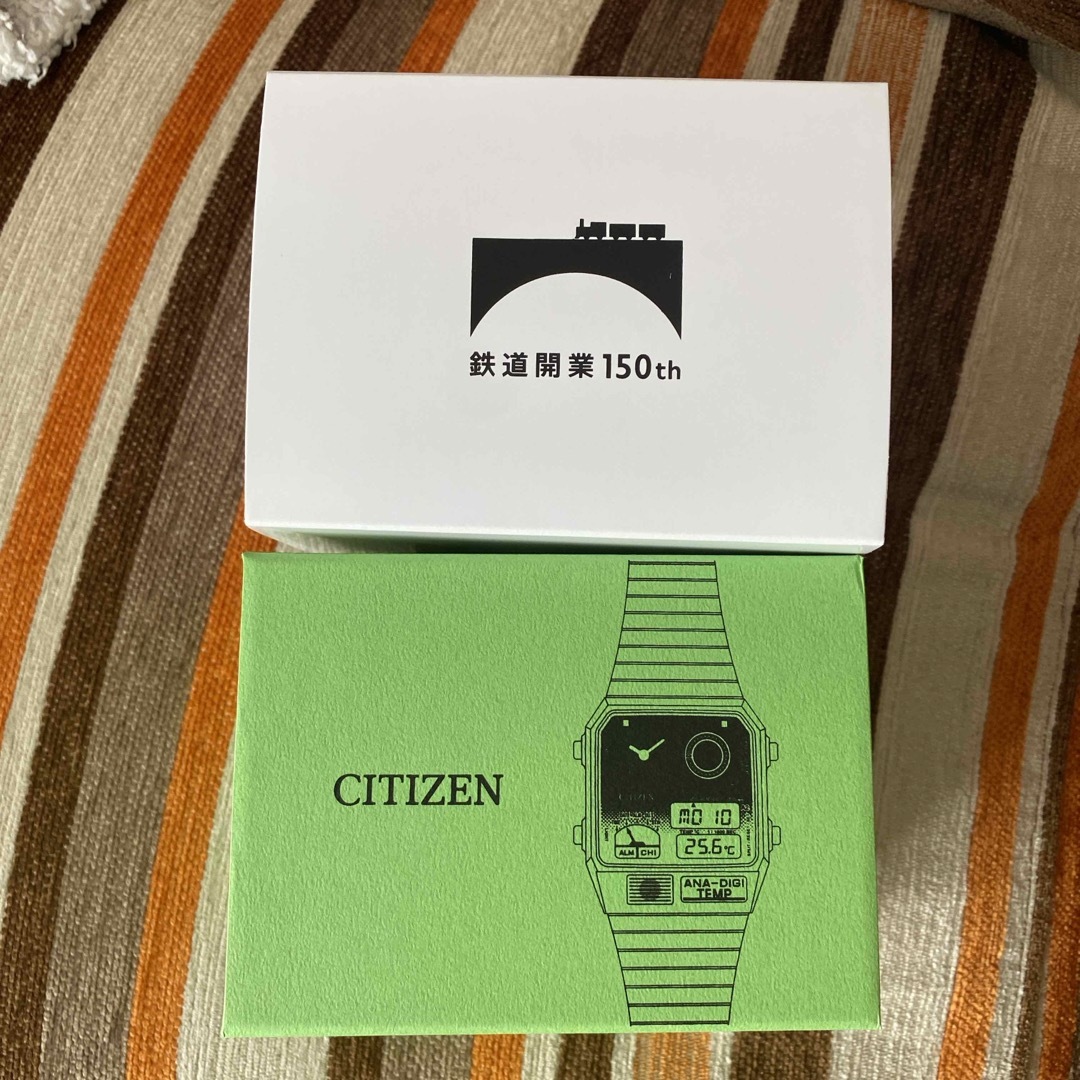 鉄道開業150th
CITIZEN
CITIZEN
MO 10
25.6°C
ALM CHI
ANA-DIGI
TEMP